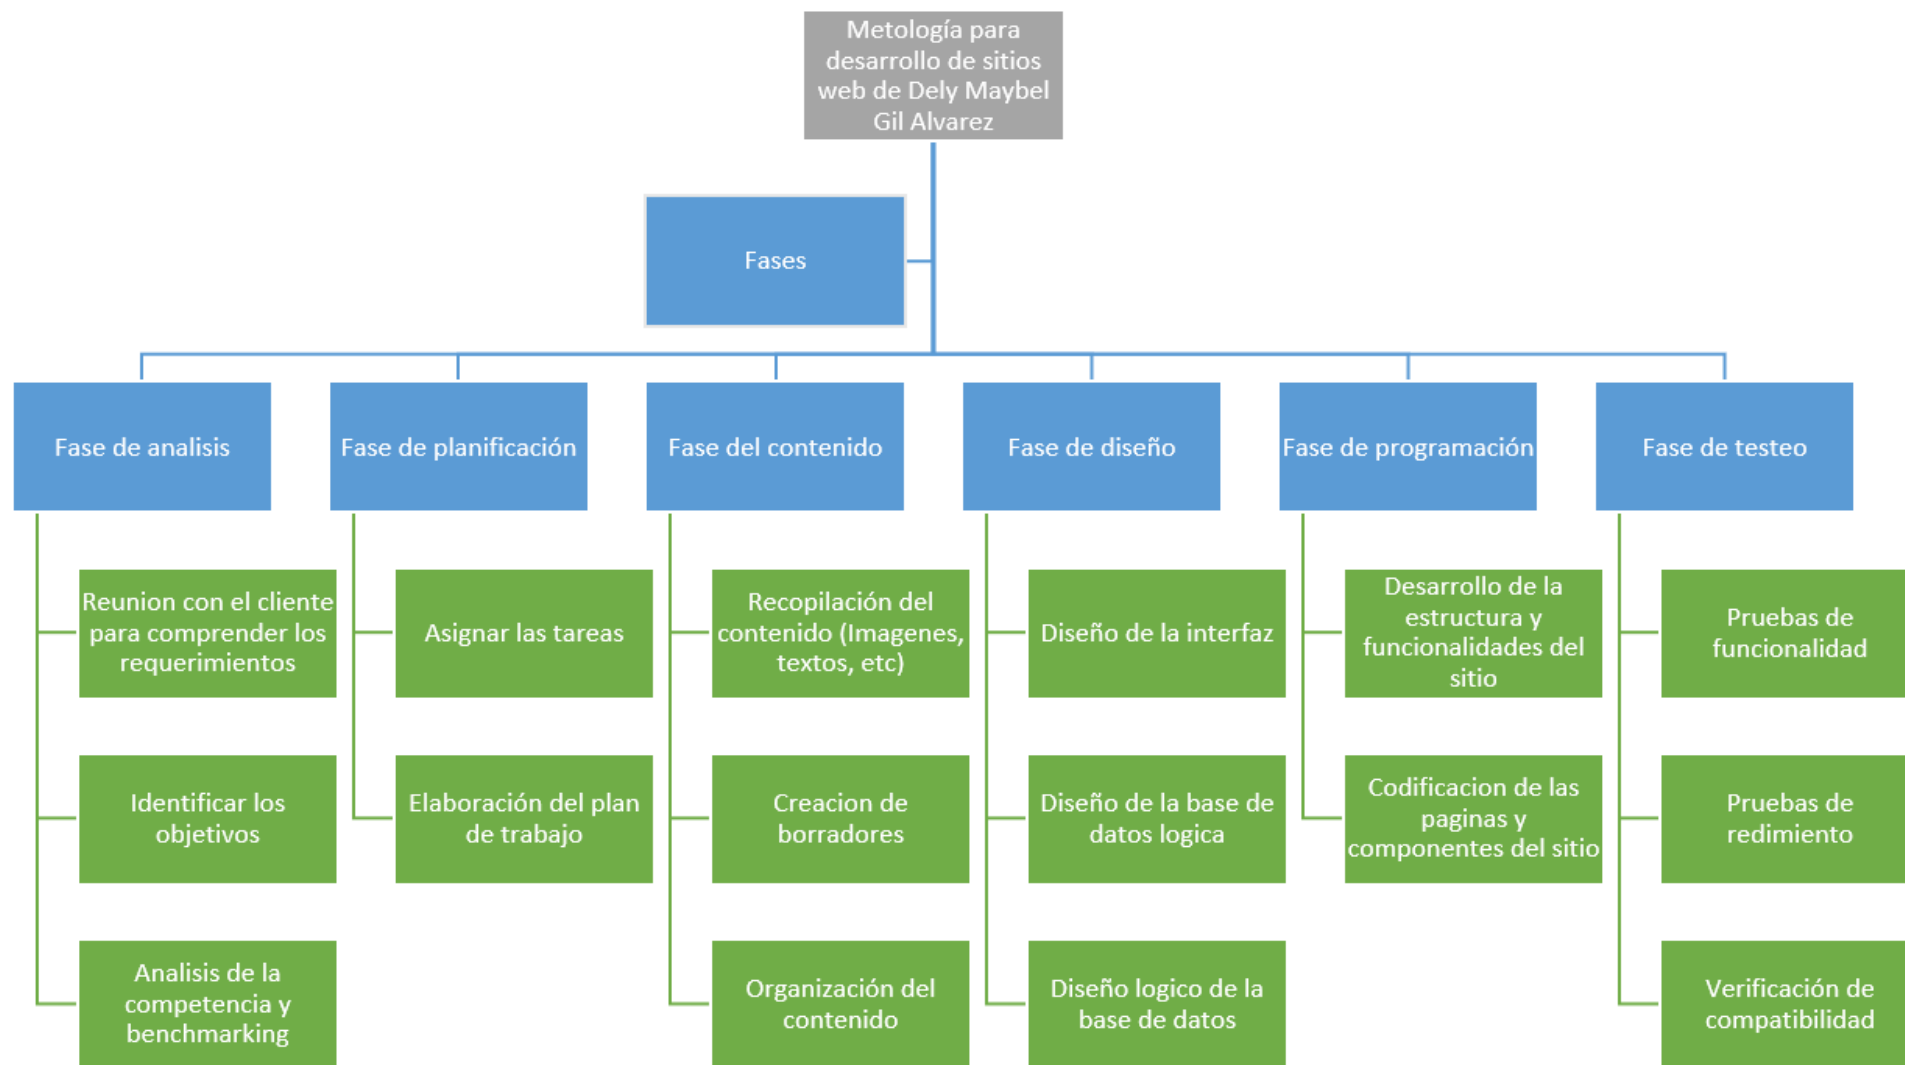 Metología para
desarrollo de sitios
web de Dely Maybel
Gil Alvarez
Fases
Fase de analisis
Fase de planificación
Fase del contenido
Fase de diseño
Fase de programación
Fase de testeo
Reunion con el cliente
para comprender los
requerimientos
Identificar los
objetivos
Analisis de la
competencia y
benchmarking
Asignar las tareas
Elaboración del plan
de trabajo
Recopilación del
contenido (Imagenes,
textos, etc)
Creacion de
borradores
Organización del
contenido
Diseño de la interfaz
Diseño de la base de
datos logica
Diseño logico de la
base de datos
Desarrollo de la
estructura y
funcionalidades del
sitio
Codificacion de las
paginas y
componentes del sitio
Pruebas de
funcionalidad
Pruebas de
redimiento
Verificación de
compatibilidad